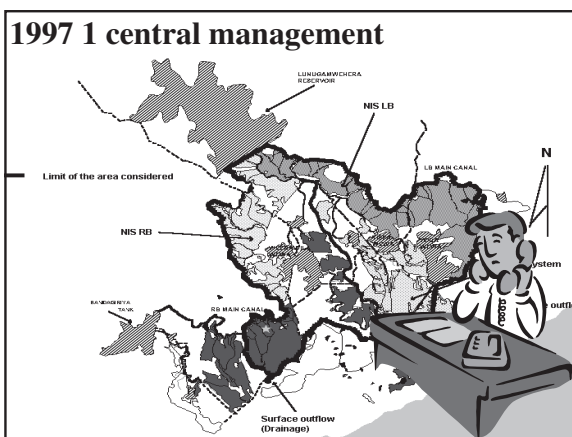 1997 1 central management
LUNUGAMWEHERA
RESERVOIR
NIS LB
LB MAIN CANAL
N
Limit of the area considered
NIS RB
BANDAGIRIYA
TANK
RB MAIN CANAL
Surface outflow
(Drainage)